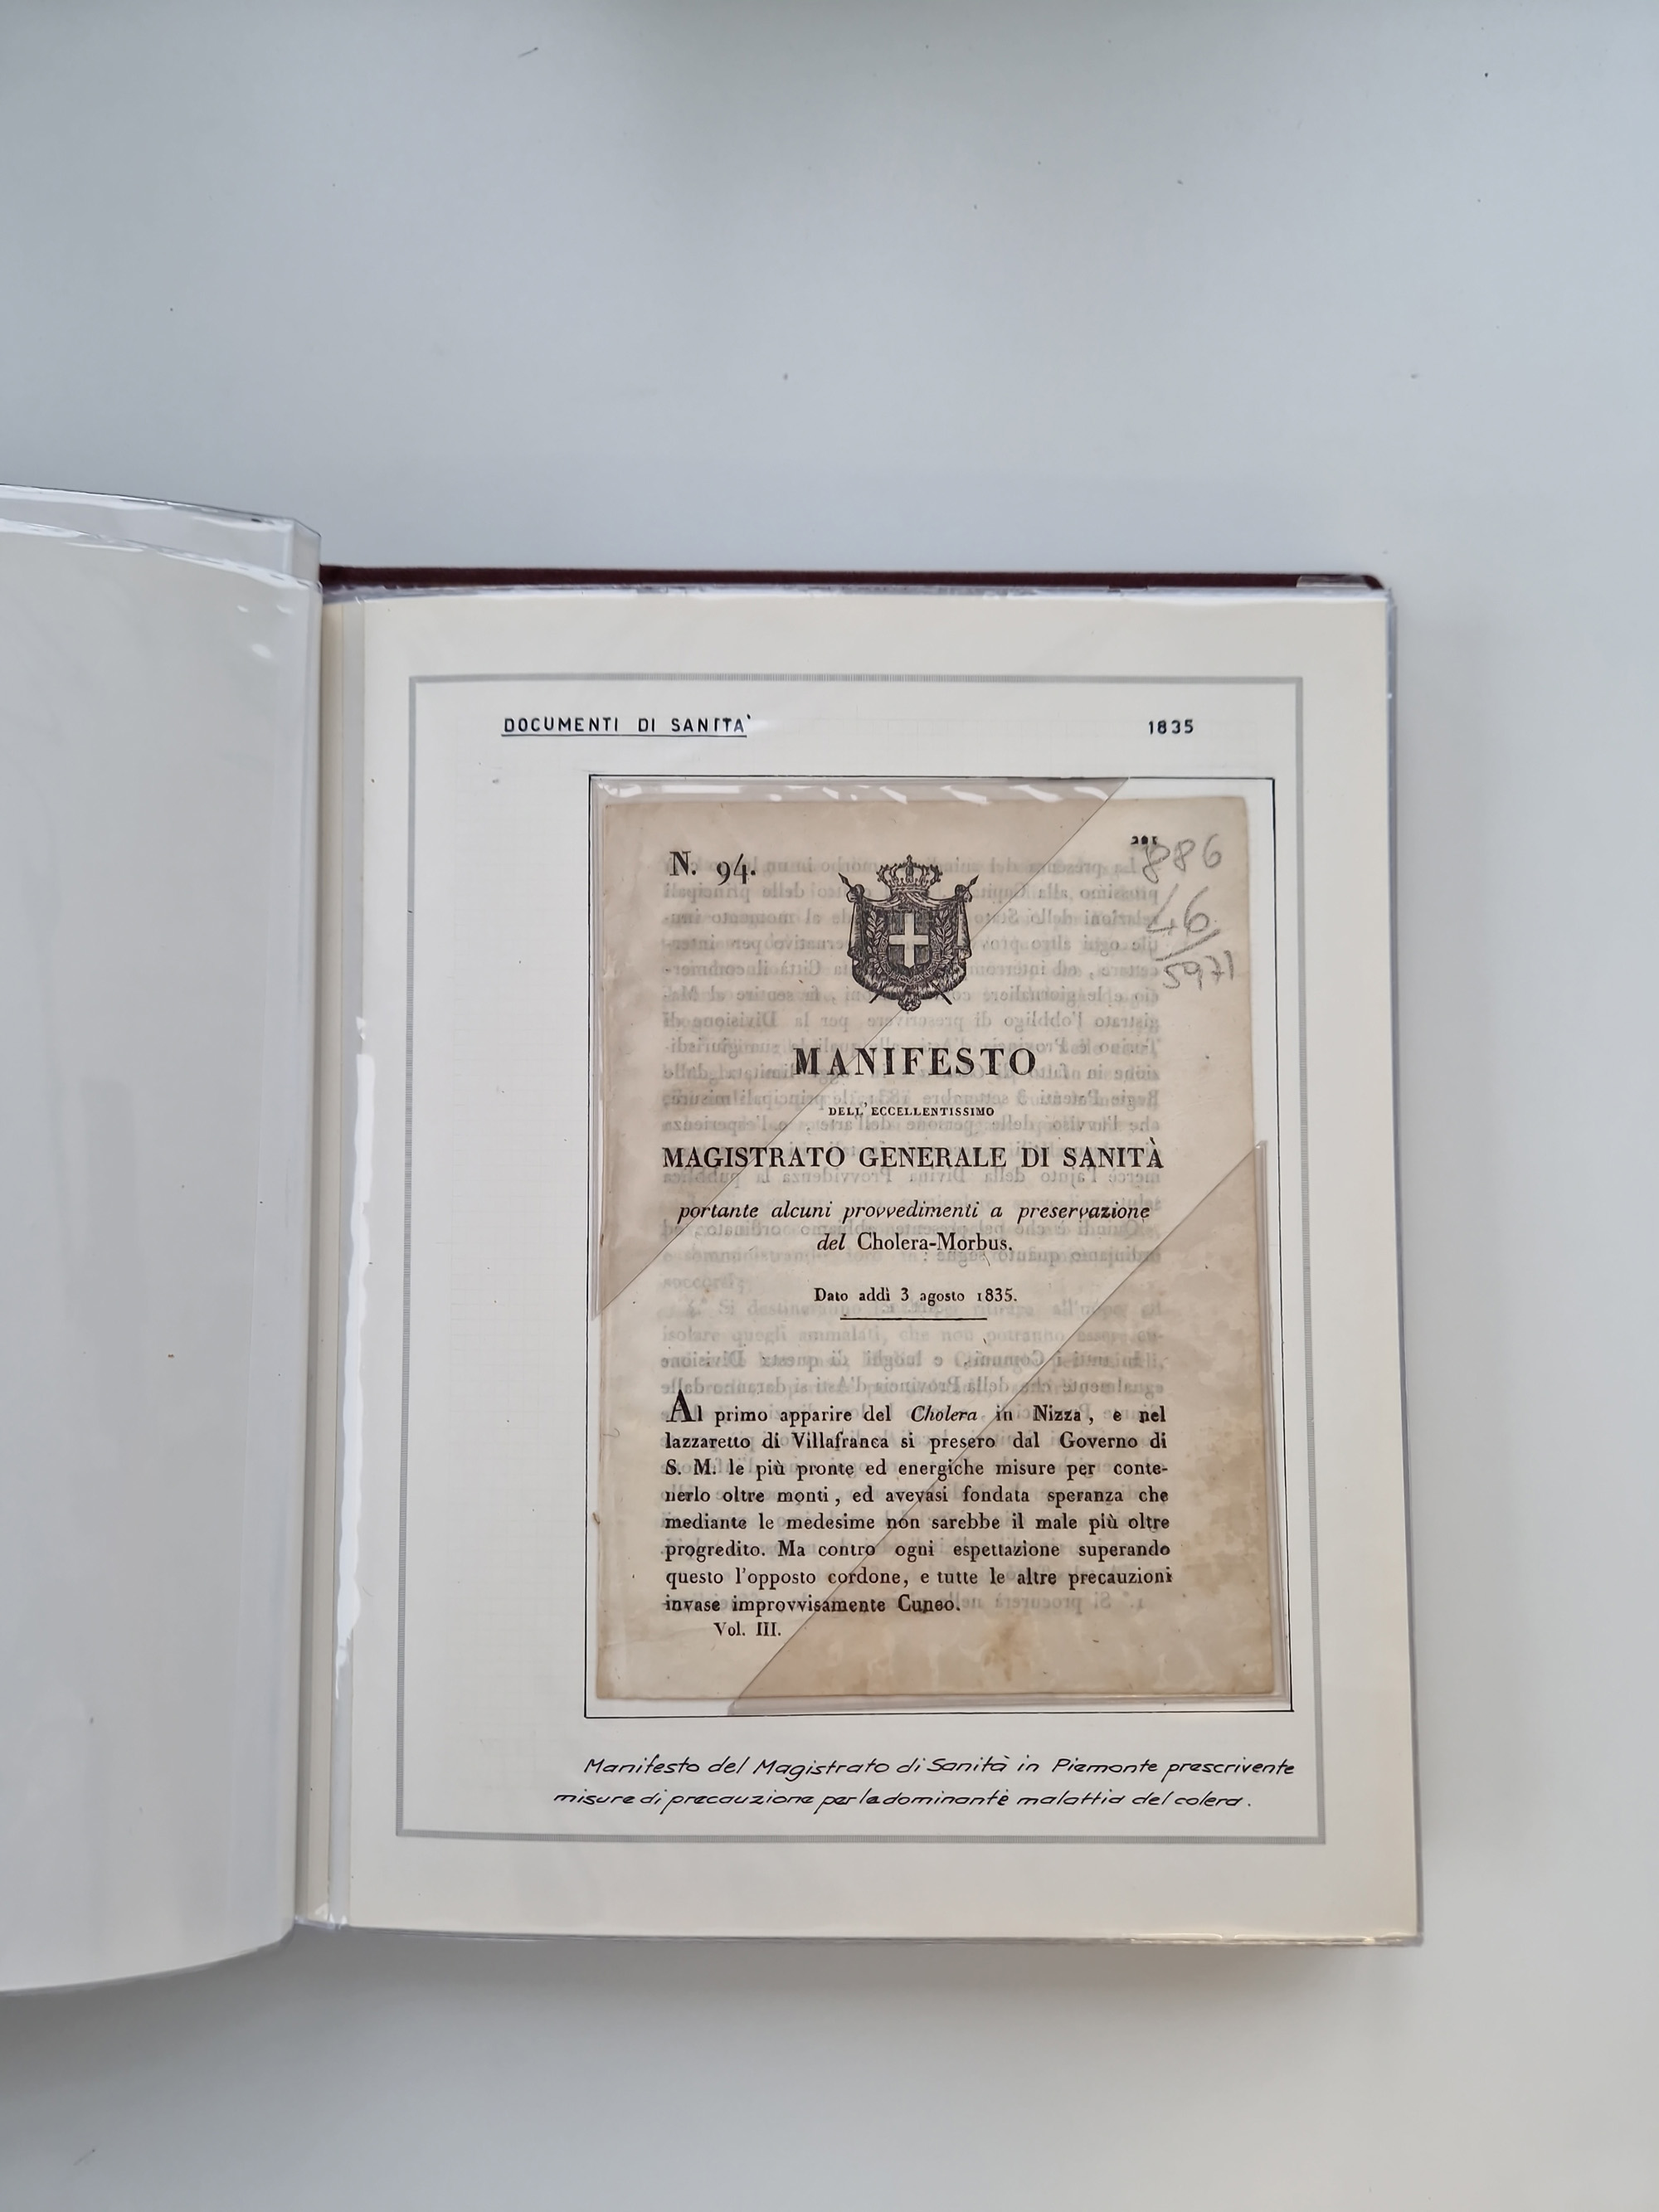 DOCUMENTI DI SANITA' 1835
N. 94.
886
46
5971
MANIFESTO
DELL'ECCELLENTISSIMO
MAGISTRATO GENERALE DI SANITÀ
portante alcuni provvedimenti a preservazione
del Cholera-Morbus.
Dato addì 3 agosto 1835.
Al primo apparire del Cholera in Nizza, e nel
lazzaretto di Villafranca si presero dal Governo di
S. M. le più pronte ed energiche misure per conte-
nerlo oltre monti, ed avevasi fondata speranza che
mediante le medesime non sarebbe il male più oltre
progredito. Ma contro ogni espettazione superando
questo l'opposto cordone, e tutte le altre precauzioni
invase improvvisamente Cuneo.
Vol. III.
Manifesto del Magistrato di Sanità in Piemonte prescrivente
misure di precauzione per la dominante malattia del colera.